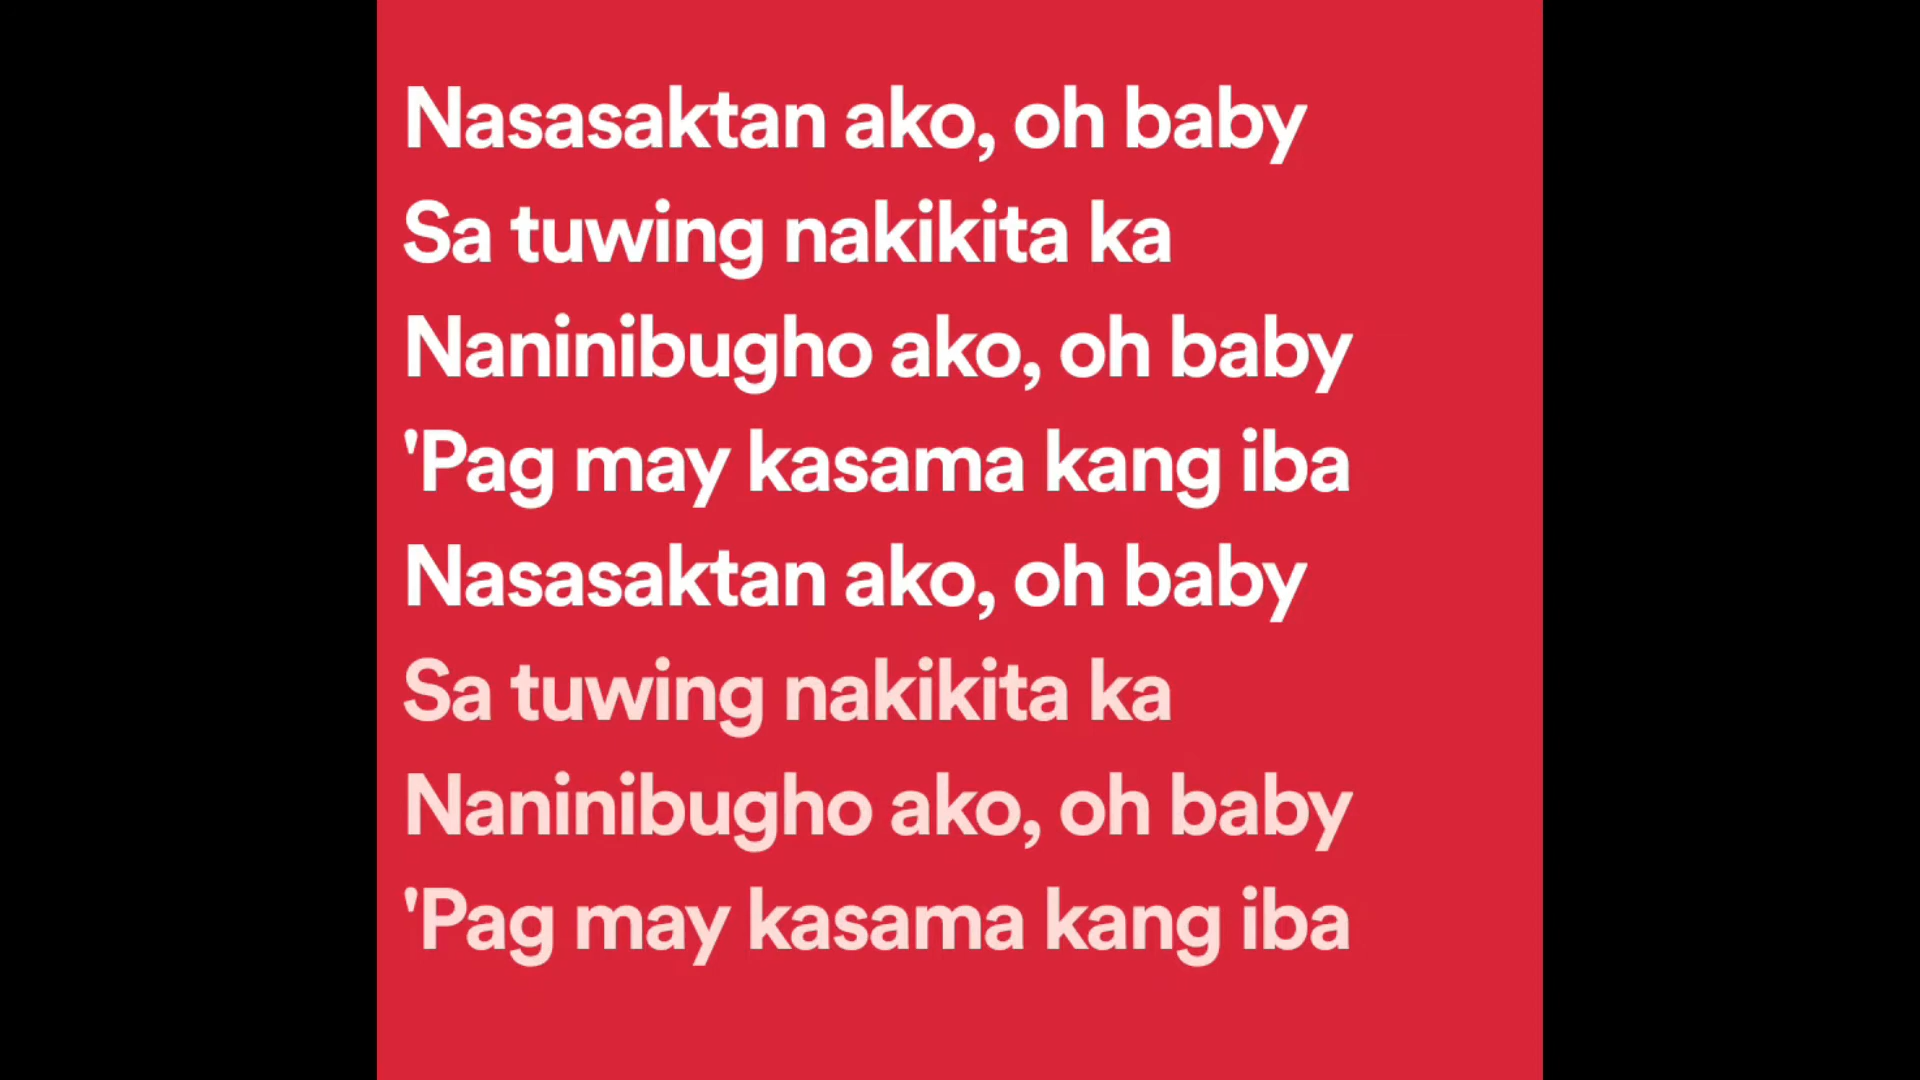 Nasasaktan ako, oh baby
Sa tuwing nakikita ka
Naninibugho ako, oh baby
'Pag may kasama kang iba
Nasasaktan ako, oh baby
Sa tuwing nakikita ka
Naninibugho ako, oh baby
'Pag may kasama kang iba